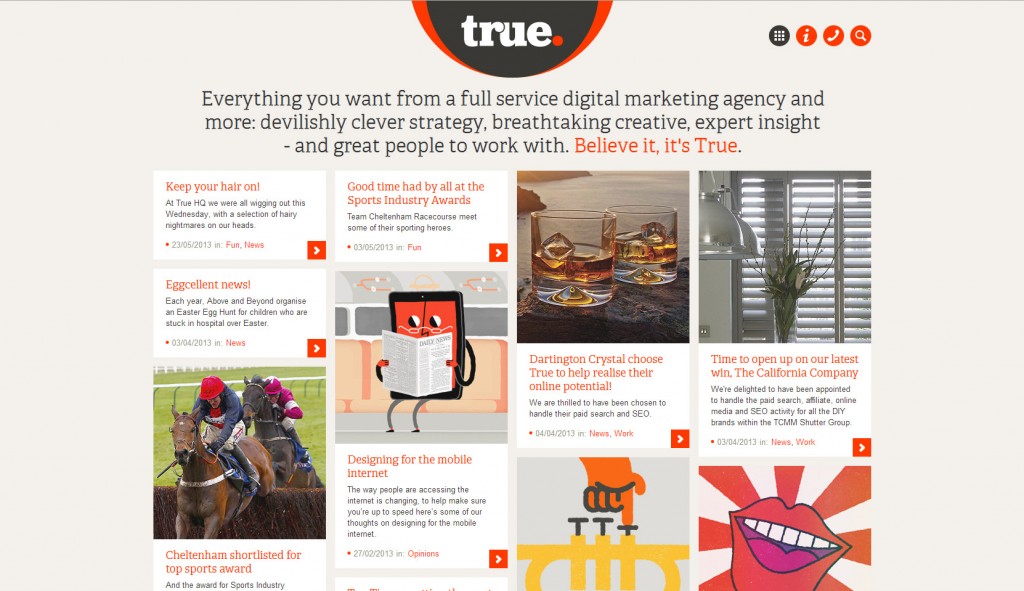 true.
Everything you want from a full service digital marketing agency and
more: devilishly clever strategy, breathtaking creative, expert insight
- and great people to work with. Believe it, it's True.
Keep your hair on!
At True HQ we were all wigging out this
Wednesday, with a selection of hairy
nightmares on our heads.
23/05/2013 in: Fun, News
Eggcellent news!
Each year, Above and Beyond organise
an Easter Egg Hunt for children who are
stuck in hospital over Easter.
03/04/2013 in: News
Cheltenham shortlisted for
top sports award
And the award for Sports Industry
Good time had by all at the
Sports Industry Awards
Team Cheltenham Racecourse meet
some of their sporting heroes.
03/05/2013 in: Fun
DAILY NEWS
Designing for the mobile
internet
The way people are accessing the
internet is changing, to help make sure
you're up to speed here's some of our
thoughts on designing for the mobile
internet.
27/02/2013 in: Opinions
Dartington Crystal choose
True to help realise their
online potential!
We are thrilled to have been chosen to
handle their paid search and SEO.
04/04/2013 in: News, Work
Time to open up on our latest
win, The California Company
We're delighted to have been appointed
to handle the paid search, affiliate, online
media and SEO activity for all the DIY
brands within the TCMM Shutter Group.
03/04/2013 in: News, Work